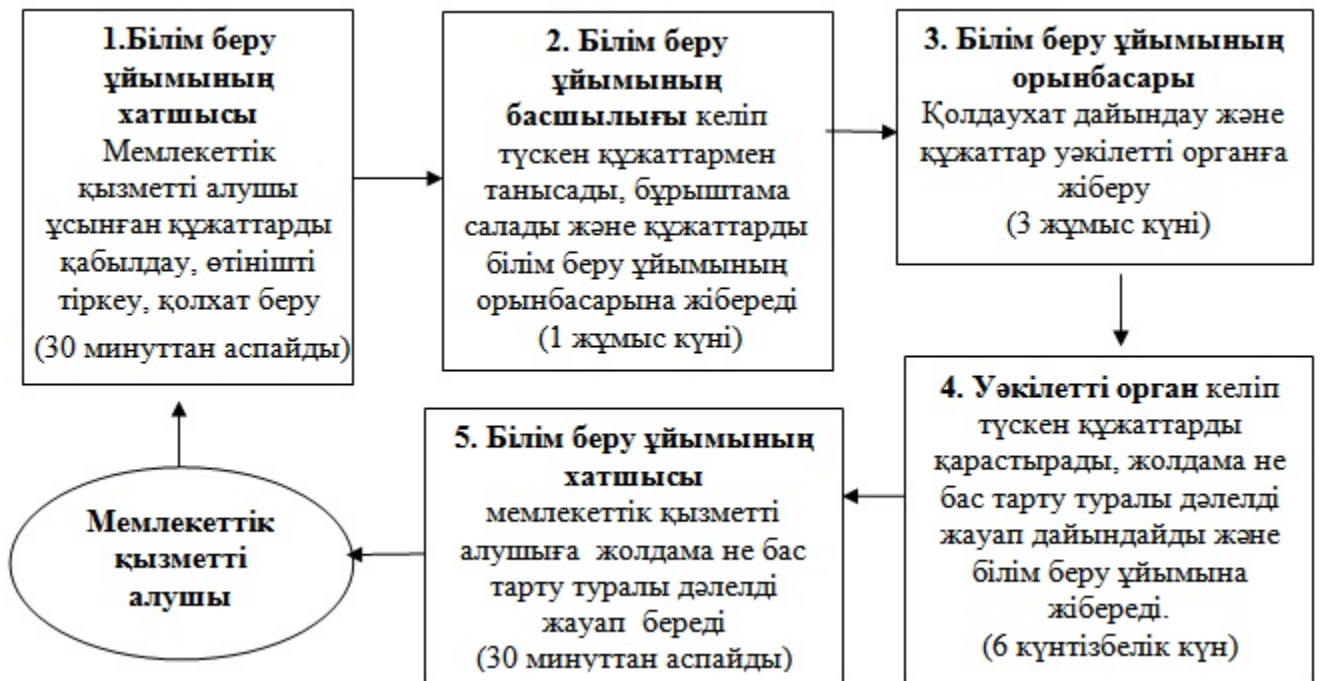 1.Білім беру
ұйымының
хатшысы
Мемлекеттік
қызметті алушы
ұсынған құжаттарды
қабылдау, өтінішті
тіркеу, қолхат беру
(30 минуттан аспайды)
2. Білім беру
ұйымының
басшылығы келіп
түскен құжаттармен
танысады, бұрыштама
салады және құжаттарды
білім беру ұйымының
орынбасарына жібереді
(1 жұмыс күні)
3. Білім беру ұйымының
орынбасары
Қолдаухат дайындау және
құжаттар уәкілетті органға
жіберу
(3 жұмыс күні)
4. Уәкілетті орган келіп
түскен құжаттарды
қарастырады, жолдама не
бас тарту туралы дәлелді
жауап дайындайды және
білім беру ұйымына
жібереді.
(6 күнтізбелік күн)
5. Білім беру ұйымының
хатшысы
мемлекеттік қызметті
алушыға жолдама не бас
тарту туралы дәлелді
жауап береді
(30 минуттан аспайды)
Мемлекеттік
қызметті
алушы